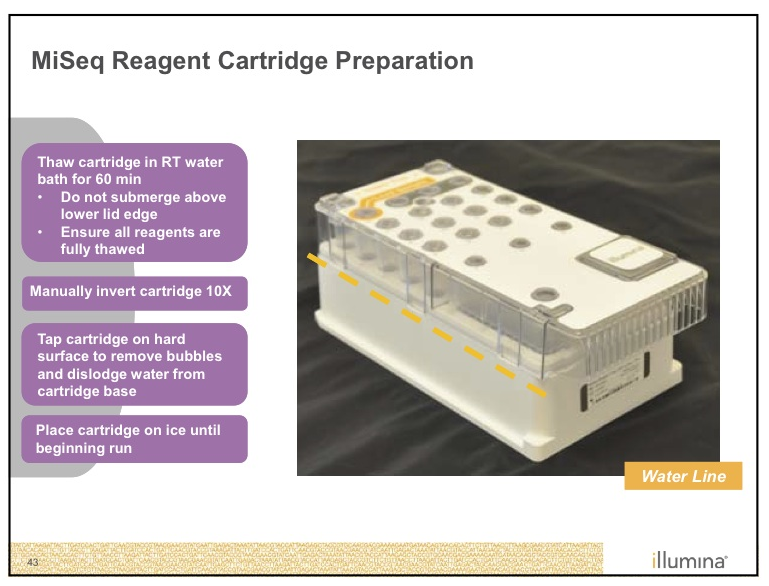 MiSeq Reagent Cartridge Preparation
Thaw cartridge in RT water
bath for 60 min
• Do not submerge above
lower lid edge
• Ensure all reagents are
fully thawed
Manually invert cartridge 10X
Tap cartridge on hard
surface to remove bubbles
and dislodge water from
cartridge base
Place cartridge on ice until
beginning run
illumina
Water Line
43
illumina®